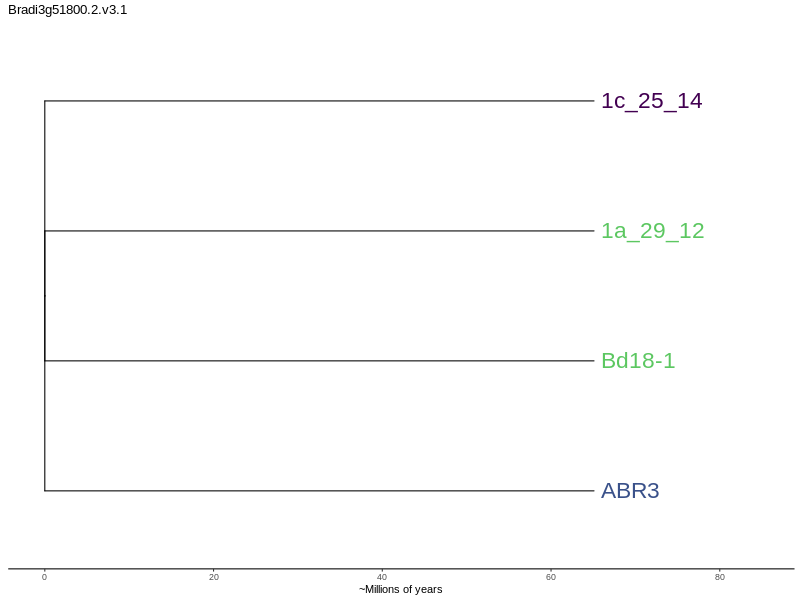 Bradi3g51800.2.v3.1
1c_25_14
1a_29_12
Bd18-1
ABR3
0 20 40 60 80
~Millions of years